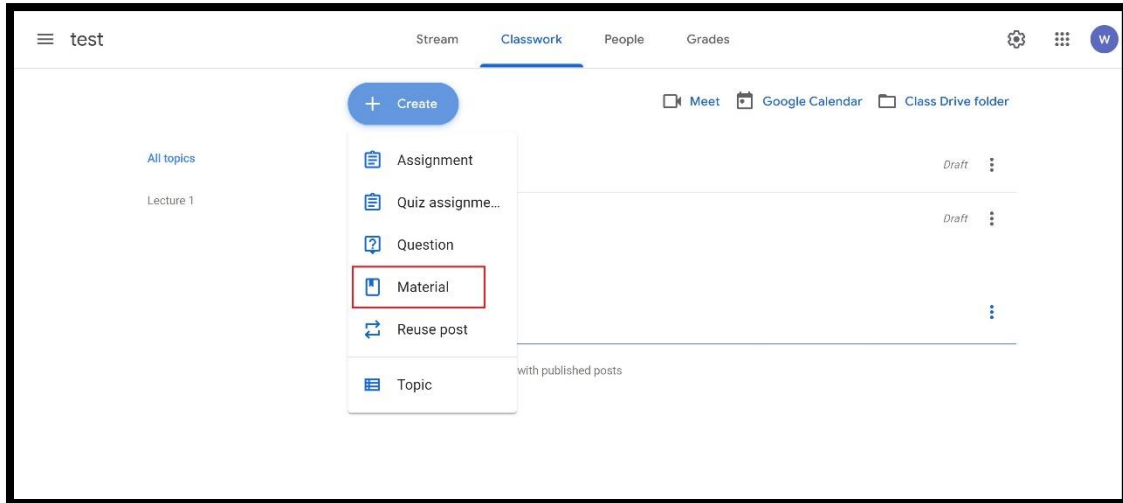 test
Stream Classwork People Grades
W
Create
Meet Google Calendar Class Drive folder
All topics
Lecture 1
Assignment
Quiz assignme...
Question
Material
Reuse post
Topic
Draft
Draft
with published posts